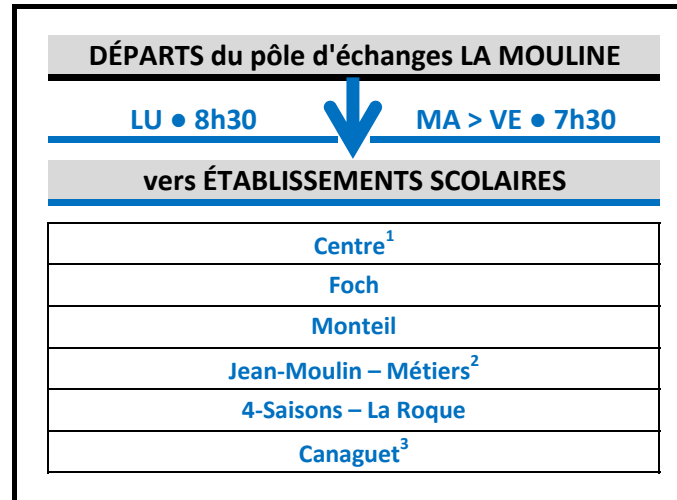 DÉPARTS du pôle d'échanges LA MOULINE
LU ● 8h30 MA > VE ● 7h30
vers ÉTABLISSEMENTS SCOLAIRES
Centre¹
Foch
Monteil
Jean-Moulin – Métiers²
4-Saisons – La Roque
Canaguet³